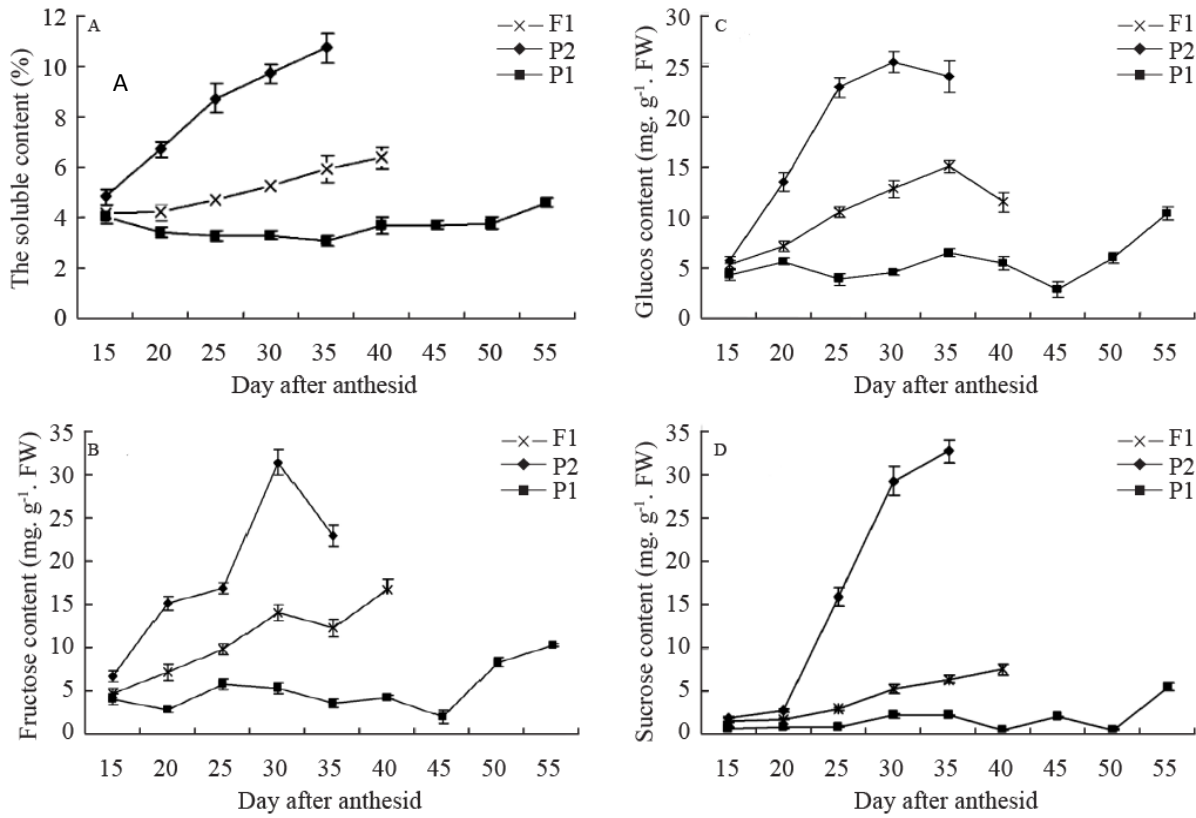 A
A
The soluble content (%)
12
10
8
6
4
2
0
F1
P2
P1
15 20 25 30 35 40 45 50 55
Day after anthesid
C
Glucos content (mg. g-1. FW)
30
25
20
15
10
5
0
F1
P2
P1
15 20 25 30 35 40 45 50 55
Day after anthesid
B
Fructose content (mg. g-1. FW)
35
30
25
20
15
10
5
0
F1
P2
P1
15 20 25 30 35 40 45 50 55
Day after anthesid
D
Sucrose content (mg. g-1. FW)
35
30
25
20
15
10
5
0
F1
P2
P1
15 20 25 30 35 40 45 50 55
Day after anthesid